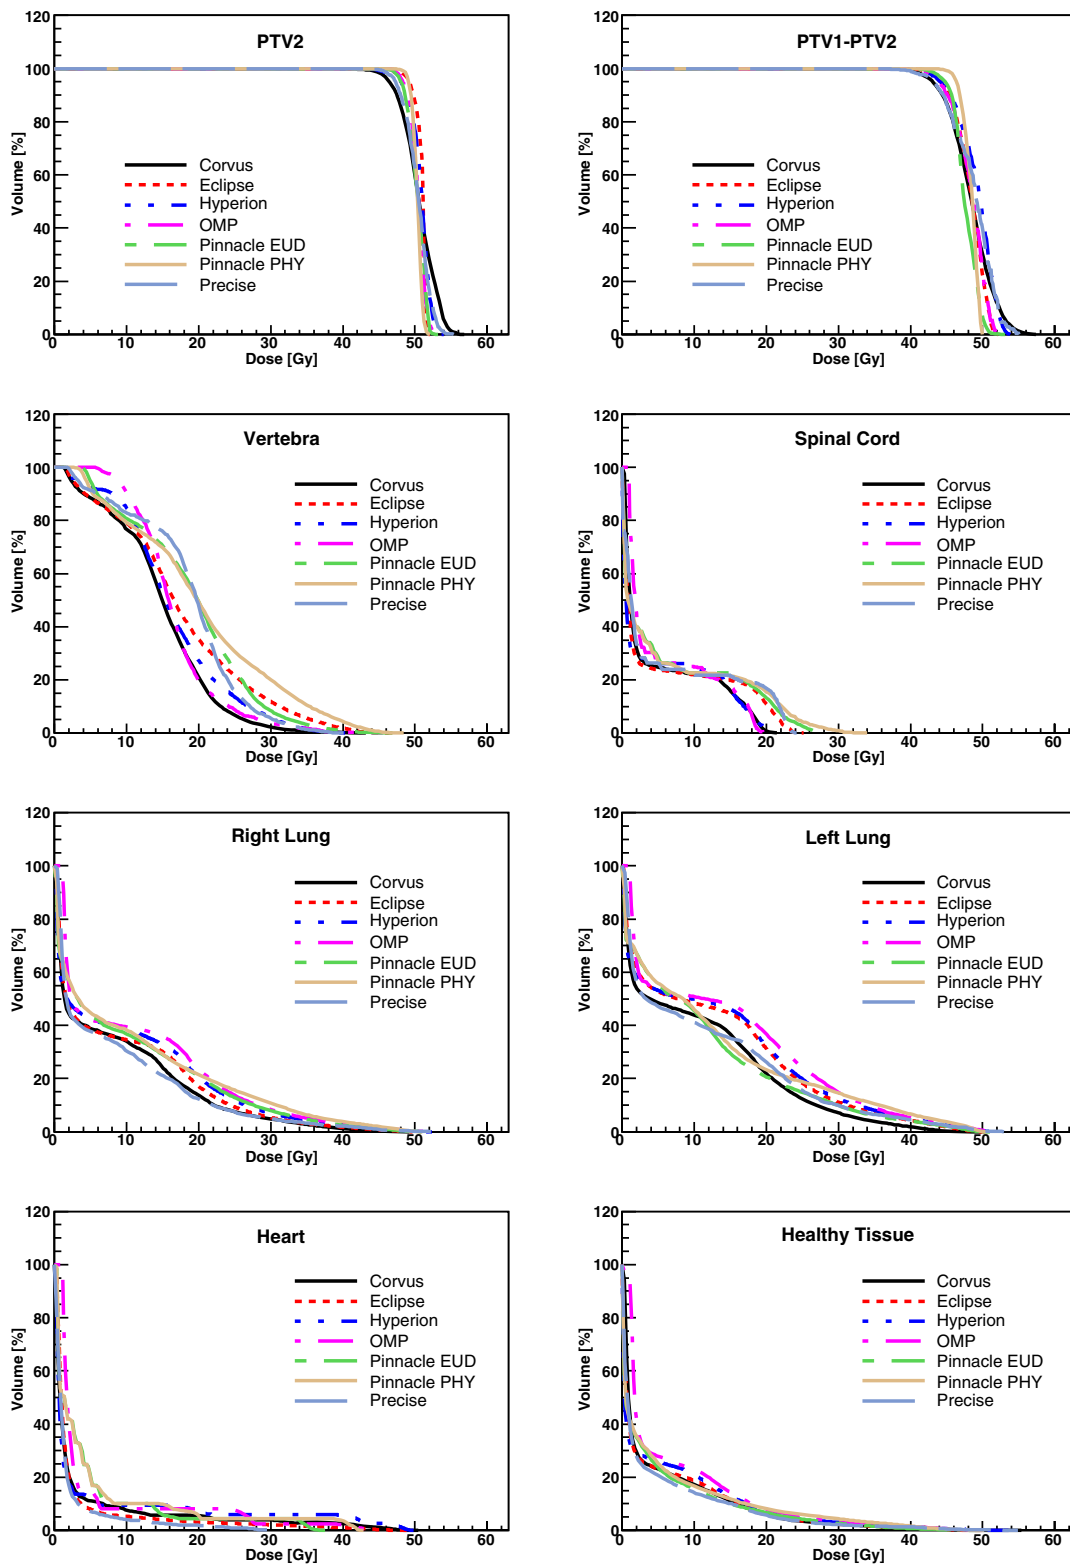 PTV2
Volume [%]
120
100
80
60
40
20
0
Corvus
Eclipse
Hyperion
OMP
Pinnacle EUD
Pinnacle PHY
Precise
0 10 20 30 40 50 60
Dose [Gy]
PTV1-PTV2
Volume [%]
120
100
80
60
40
20
0
Corvus
Eclipse
Hyperion
OMP
Pinnacle EUD
Pinnacle PHY
Precise
0 10 20 30 40 50 60
Dose [Gy]
Vertebra
Volume [%]
120
100
80
60
40
20
0
Corvus
Eclipse
Hyperion
OMP
Pinnacle EUD
Pinnacle PHY
Precise
0 10 20 30 40 50 60
Dose [Gy]
Spinal Cord
Volume [%]
120
100
80
60
40
20
0
Corvus
Eclipse
Hyperion
OMP
Pinnacle EUD
Pinnacle PHY
Precise
0 10 20 30 40 50 60
Dose [Gy]
Right Lung
Volume [%]
120
100
80
60
40
20
0
Corvus
Eclipse
Hyperion
OMP
Pinnacle EUD
Pinnacle PHY
Precise
0 10 20 30 40 50 60
Dose [Gy]
Left Lung
Volume [%]
120
100
80
60
40
20
0
Corvus
Eclipse
Hyperion
OMP
Pinnacle EUD
Pinnacle PHY
Precise
0 10 20 30 40 50 60
Dose [Gy]
Heart
Volume [%]
120
100
80
60
40
20
0
Corvus
Eclipse
Hyperion
OMP
Pinnacle EUD
Pinnacle PHY
Precise
0 10 20 30 40 50 60
Dose [Gy]
Healthy Tissue
Volume [%]
120
100
80
60
40
20
0
Corvus
Eclipse
Hyperion
OMP
Pinnacle EUD
Pinnacle PHY
Precise
0 10 20 30 40 50 60
Dose [Gy]